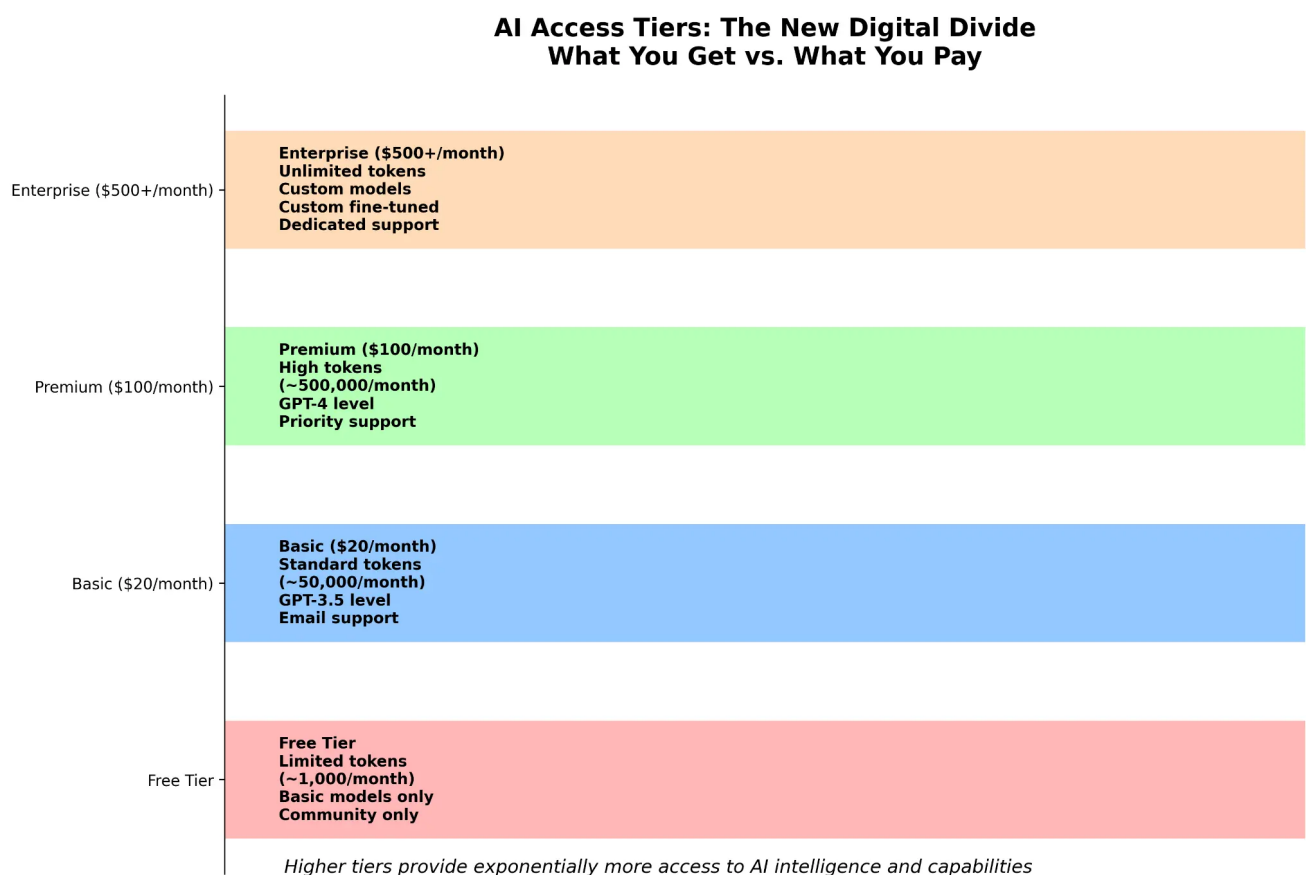 AI Access Tiers: The New Digital Divide
What You Get vs. What You Pay
Enterprise ($500+/month)
Enterprise ($500+/month)
Unlimited tokens
Custom models
Custom fine-tuned
Dedicated support
Premium ($100/month)
Premium ($100/month)
High tokens
(~500,000/month)
GPT-4 level
Priority support
Basic ($20/month)
Basic ($20/month)
Standard tokens
(~50,000/month)
GPT-3.5 level
Email support
Free Tier
Free Tier
Limited tokens
(~1,000/month)
Basic models only
Community only
Higher tiers provide exponentially more access to AI intelligence and capabilities